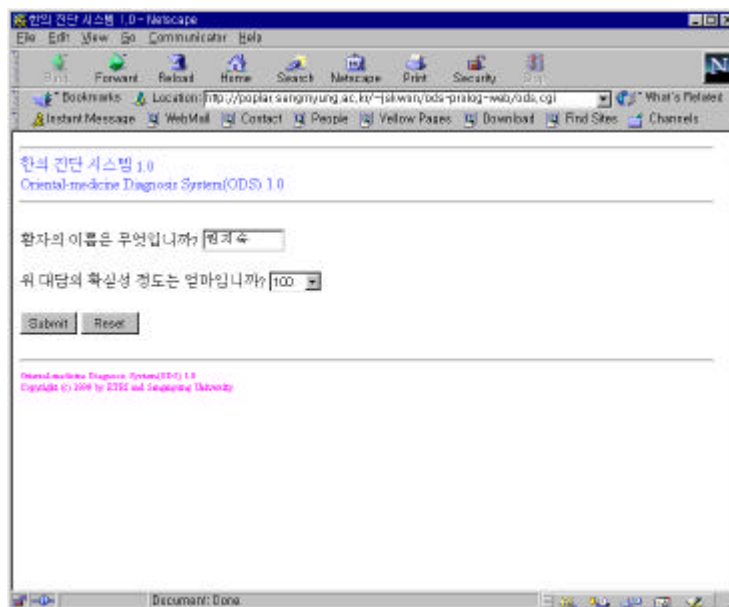 한의 진단 시스템 1.0 - Netscape
File Edit View Go Communicator Help
Forward Reload Home Search Netscape Print Security
Bookmarks Location: http://poplar.sangmyung.ac.kr/~jskwan/ods-prolog-web/ods.cgi What's Related
Instant Message WebMail Contact People Yellow Pages Download Find Sites Channels
한의 진단 시스템 1.0
Oriental-medicine Diagnosis System(ODS) 1.0
환자의 이름은 무엇입니까?
위 대답의 확실성 정도는 얼마입니까? 100
Submit Reset
Oriental-medicine Diagnosis System(ODS) 1.0
Copyright (c) 1999 by ETRI and Sangmyung University
Document: Done